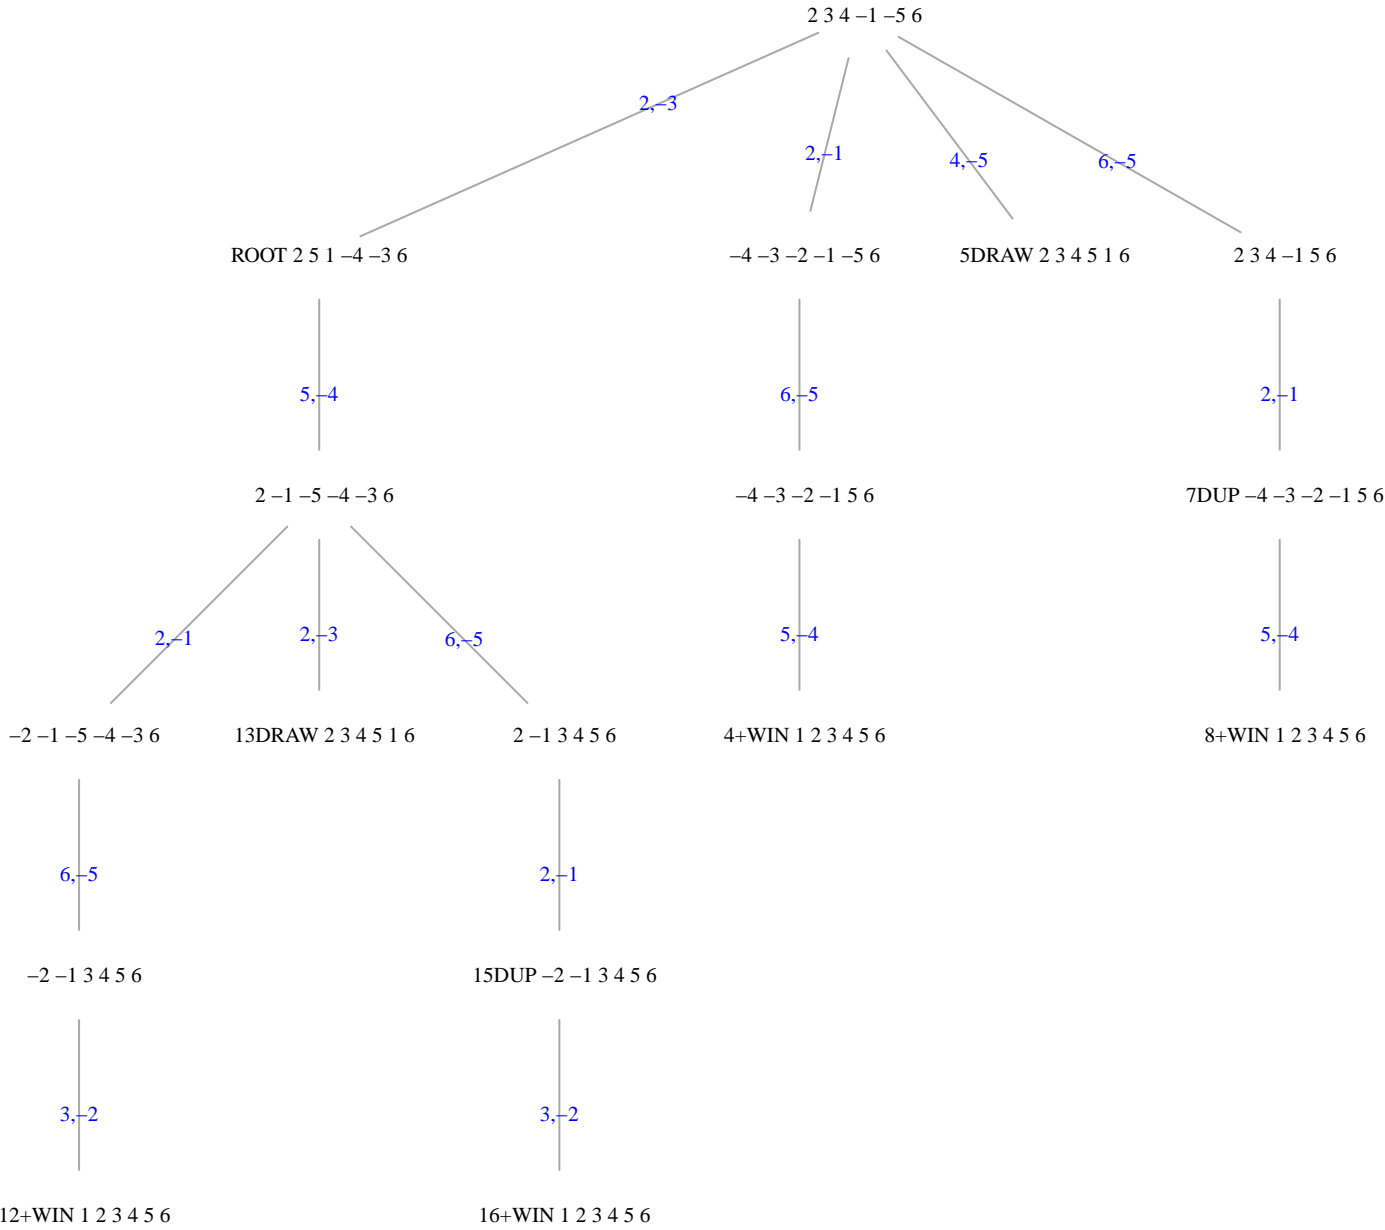 2 3 4 –1 –5 6
2,–3
2,–1
4,–5
6,–5
ROOT 2 5 1 –4 –3 6
–4 –3 –2 –1 –5 6
5DRAW 2 3 4 5 1 6
2 3 4 –1 5 6
5,–4
6,–5
2,–1
2 –1 –5 –4 –3 6
–4 –3 –2 –1 5 6
7DUP –4 –3 –2 –1 5 6
2,–1
2,–3
6,–5
5,–4
5,–4
–2 –1 –5 –4 –3 6
13DRAW 2 3 4 5 1 6
2 –1 3 4 5 6
4+WIN 1 2 3 4 5 6
8+WIN 1 2 3 4 5 6
6,–5
2,–1
–2 –1 3 4 5 6
15DUP –2 –1 3 4 5 6
3,–2
3,–2
12+WIN 1 2 3 4 5 6
16+WIN 1 2 3 4 5 6